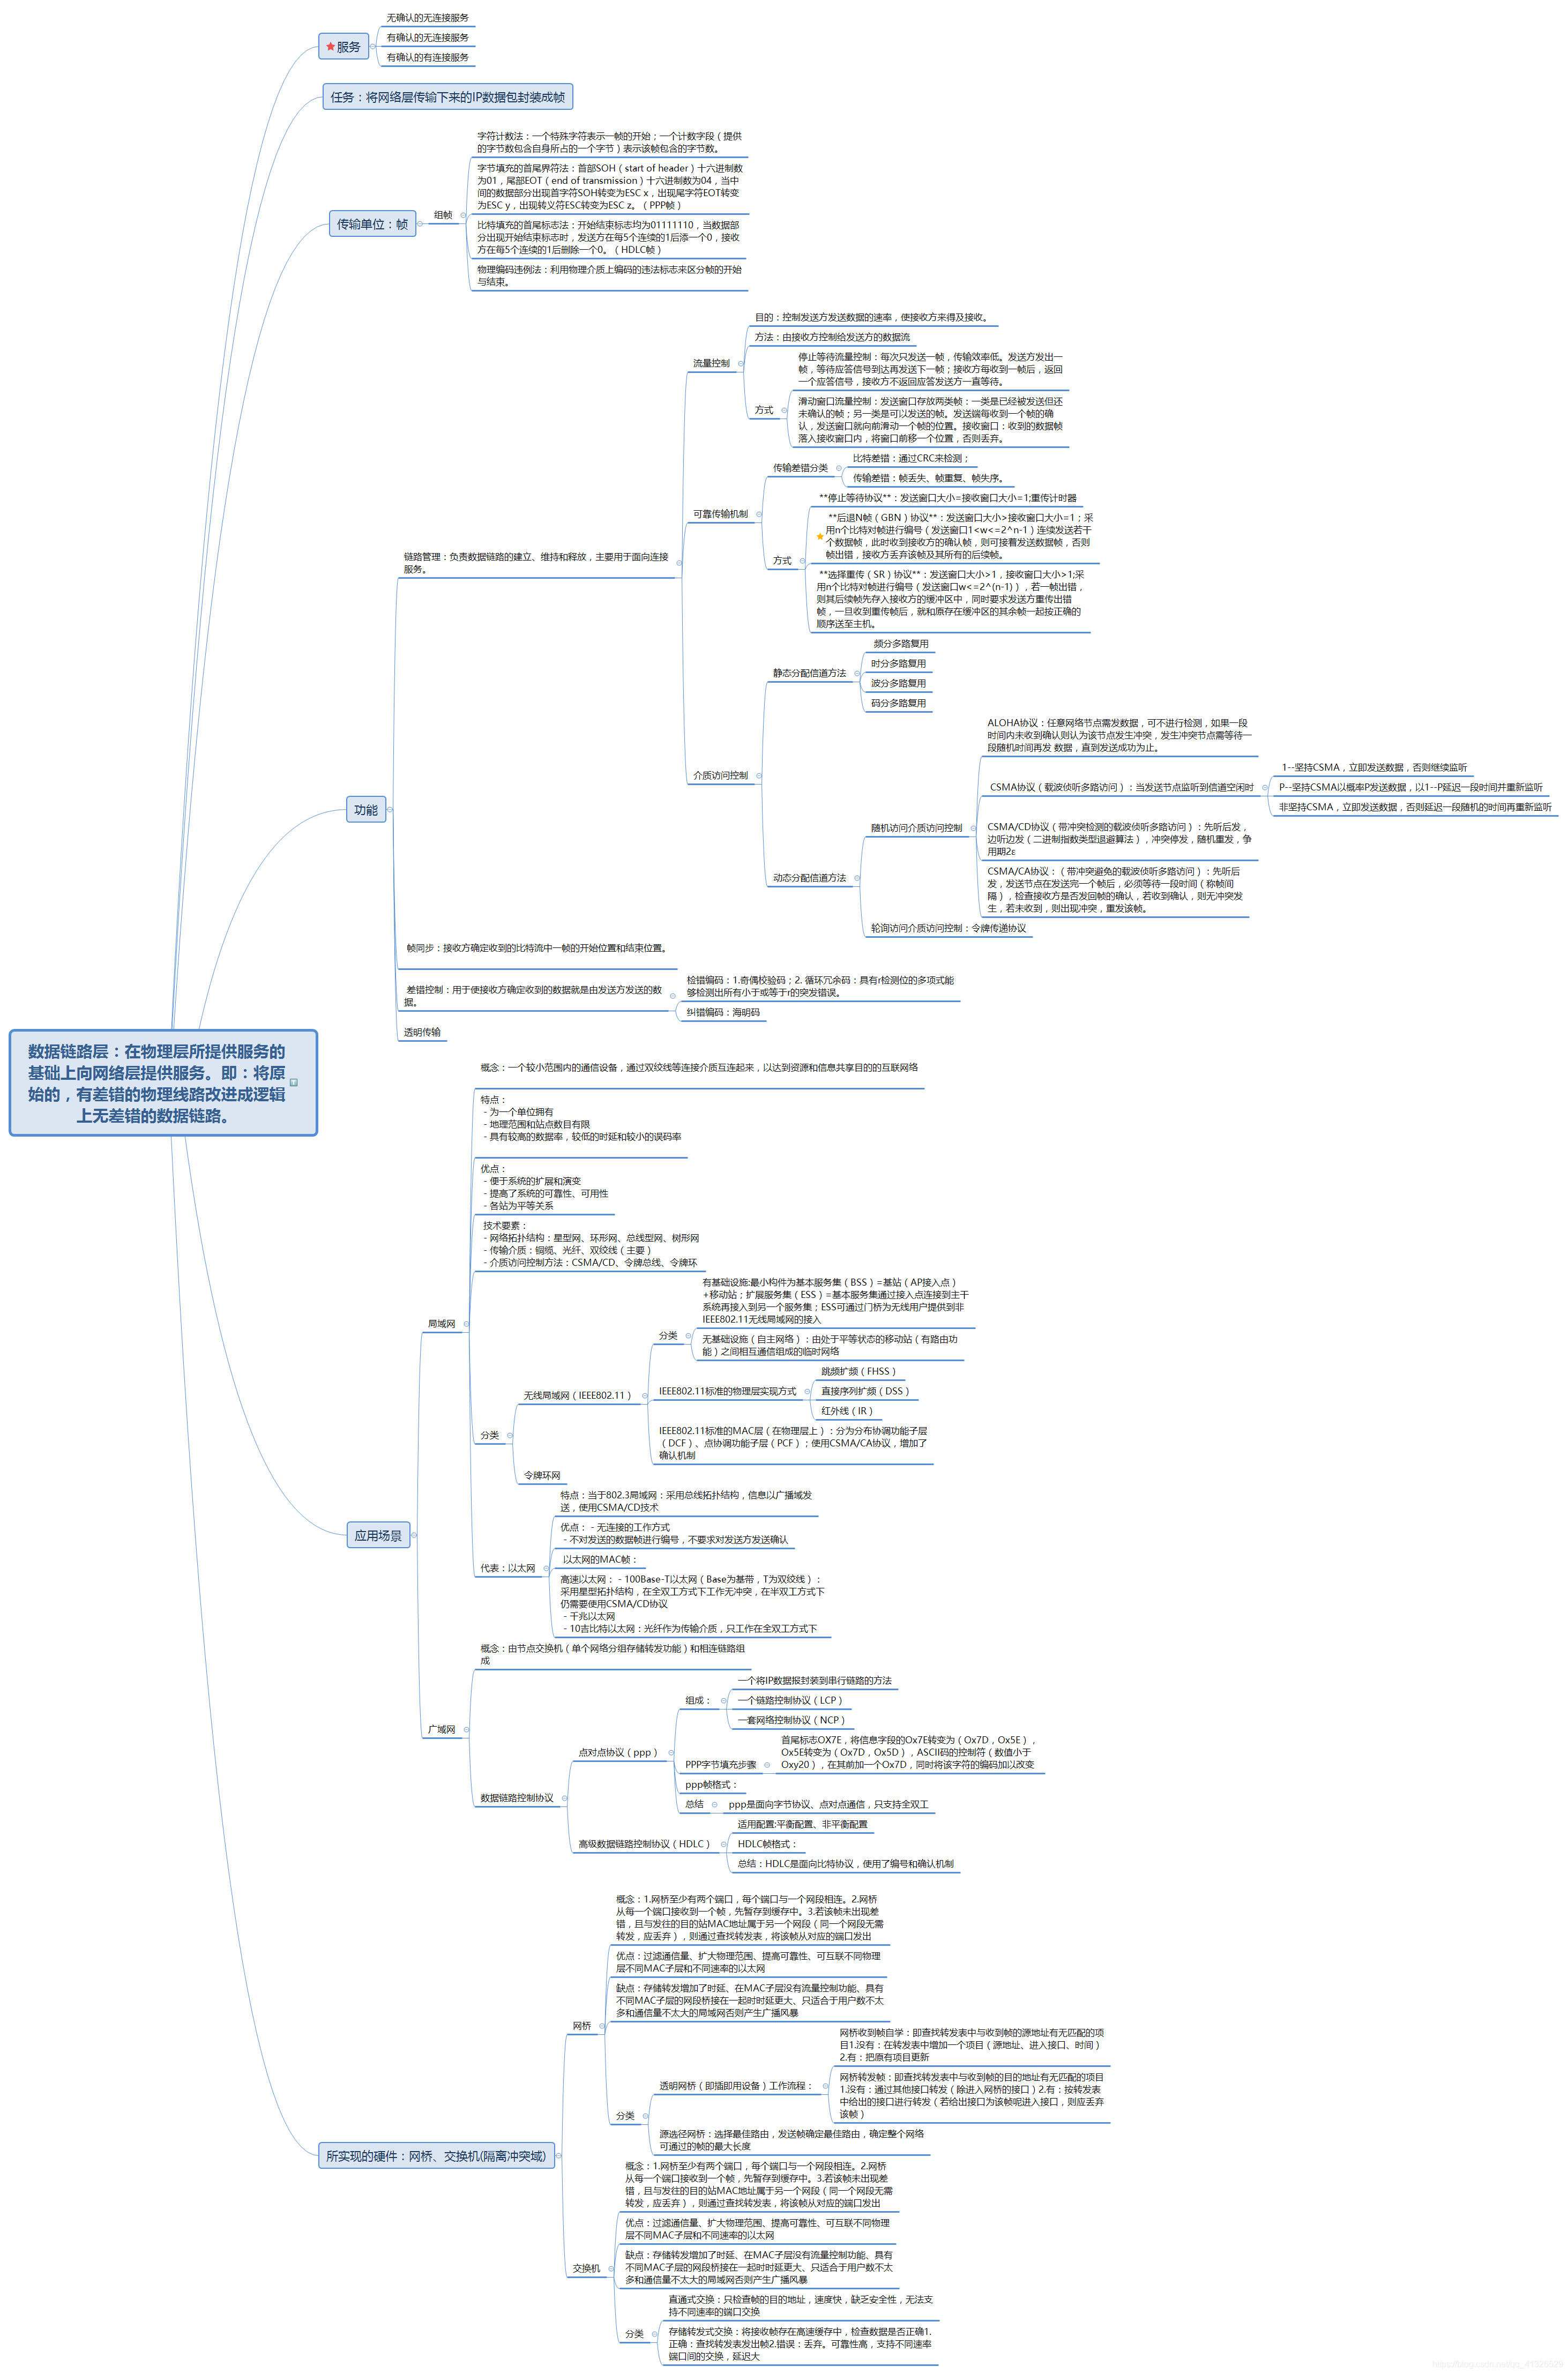 服务
无确认的无连接服务
有确认的无连接服务
有确认的有连接服务
任务：将网络层传输下来的IP数据包封装成帧
传输单位：帧
组帧
字符计数法：一个特殊字符表示一帧的开始；一个计数字段（提供
的字节数包含自身所占的一个字节）表示该帧包含的字节数。
字节填充的首尾界符法：首部SOH（start of header）十六进制数
为01，尾部EOT（end of transmission）十六进制数为04，当中
间的数据部分出现首字符SOH转变为ESC x，出现尾字符EOT转变
为ESC y，出现转义符ESC转变为ESC z。（PPP帧）
比特填充的首尾标志法：开始结束标志均为01111110，当数据部
分出现开始结束标志时，发送方在每5个连续的1后添一个0，接收
方在每5个连续的1后删除一个0。（HDLC帧）
物理编码违例法：利用物理介质上编码的违法标志来区分帧的开始
与结束。
功能
链路管理：负责数据链路的建立、维持和释放，主要用于面向连接
服务。
流量控制
目的：控制发送方发送数据的速率，使接收方来得及接收。
方法：由接收方控制给发送方的数据流
方式
停止等待流量控制：每次只发送一帧，传输效率低。发送方发出一
帧，等待应答信号到达再发送下一帧；接收方每收到一帧后，返回
一个应答信号，接收方不返回应答发送方一直等待。
滑动窗口流量控制：发送窗口存放两类帧：一类是已经被发送但还
未确认的帧；另一类是可以发送的帧。发送端每收到一个帧的确
认，发送窗口就向前滑动一个帧的位置。接收窗口：收到的数据帧
落入接收窗口内，将窗口前移一个位置，否则丢弃。
可靠传输机制
传输差错分类
比特差错：通过CRC来检测；
传输差错：帧丢失、帧重复、帧失序。
方式
**停止等待协议**：发送窗口大小=接收窗口大小=1;重传计时器
**后退N帧（GBN）协议**：发送窗口大小>接收窗口大小=1；采
用n个比特对帧进行编号（发送窗口1<w<=2^n-1）连续发送若干
个数据帧，此时收到接收方的确认帧，则可接着发送数据帧，否则
帧出错，接收方丢弃该帧及其所有的后续帧。
**选择重传（SR）协议**：发送窗口大小>1，接收窗口大小>1;采
用n个比特对帧进行编号（发送窗口w<=2^(n-1)），若一帧出错，
则其后续帧先存入接收方的缓冲区中，同时要求发送方重传出错
帧，一旦收到重传帧后，就和原存在缓冲区的其余帧一起按正确的
顺序送至主机。
介质访问控制
静态分配信道方法
频分多路复用
时分多路复用
波分多路复用
码分多路复用
动态分配信道方法
随机访问介质访问控制
ALOHA协议：任意网络节点需发数据，可不进行检测，如果一段
时间内未收到确认则认为该节点发生冲突，发生冲突节点需等待一
段随机时间再发 数据，直到发送成功为止。
CSMA协议（载波侦听多路访问）：当发送节点监听到信道空闲时
1--坚持CSMA，立即发送数据，否则继续监听
P--坚持CSMA以概率P发送数据，以1--P延迟一段时间并重新监听
非坚持CSMA，立即发送数据，否则延迟一段随机的时间再重新监听
CSMA/CD协议（带冲突检测的载波侦听多路访问）：先听后发，
边听边发（二进制指数类型退避算法），冲突停发，随机重发，争
用期2ε
CSMA/CA协议：（带冲突避免的载波侦听多路访问）：先听后
发，发送节点在发送完一个帧后，必须等待一段时间（称帧间
隔），检查接收方是否发回帧的确认，若收到确认，则无冲突发
生，若未收到，则出现冲突，重发该帧。
轮询访问介质访问控制：令牌传递协议
帧同步：接收方确定收到的比特流中一帧的开始位置和结束位置。
差错控制：用于使接收方确定收到的数据就是由发送方发送的数
据。
检错编码：1.奇偶校验码；2. 循环冗余码：具有r检测位的多项式能
够检测出所有小于或等于r的突发错误。
纠错编码：海明码
透明传输
数据链路层：在物理层所提供服务的
基础上向网络层提供服务。即：将原
始的，有差错的物理线路改进成逻辑
上无差错的数据链路。
应用场景
局域网
概念：一个较小范围内的通信设备，通过双绞线等连接介质互连起来，以达到资源和信息共享目的的互联网络
特点：
- 为一个单位拥有
- 地理范围和站点数目有限
- 具有较高的数据率，较低的时延和较小的误码率
优点：
- 便于系统的扩展和演变
- 提高了系统的可靠性、可用性
- 各站为平等关系
技术要素：
- 网络拓扑结构：星型网、环形网、总线型网、树形网
- 传输介质：铜缆、光纤、双绞线（主要）
- 介质访问控制方法：CSMA/CD、令牌总线、令牌环
分类
无线局域网（IEEE802.11）
分类
有基础设施:最小构件为基本服务集（BSS）=基站（AP接入点）
+移动站；扩展服务集（ESS）=基本服务集通过接入点连接到主干
系统再接入到另一个服务集；ESS可通过门桥为无线用户提供到非
IEEE802.11无线局域网的接入
无基础设施（自主网络）：由处于平等状态的移动站（有路由功
能）之间相互通信组成的临时网络
IEEE802.11标准的物理层实现方式
跳频扩频（FHSS）
直接序列扩频（DSS）
红外线（IR）
IEEE802.11标准的MAC层（在物理层上）：分为分布协调功能子层
（DCF）、点协调功能子层（PCF）；使用CSMA/CA协议，增加了
确认机制
令牌环网
代表：以太网
特点：当于802.3局域网：采用总线拓扑结构，信息以广播域发
送，使用CSMA/CD技术
优点： - 无连接的工作方式
- 不对发送的数据帧进行编号，不要求对发送方发送确认
以太网的MAC帧：
高速以太网： - 100Base-T以太网（Base为基带，T为双绞线）：
采用星型拓扑结构，在全双工方式下工作无冲突，在半双工方式下
仍需要使用CSMA/CD协议
- 千兆以太网
- 10吉比特以太网：光纤作为传输介质，只工作在全双工方式下
广域网
概念：由节点交换机（单个网络分组存储转发功能）和相连链路组
成
数据链路控制协议
点对点协议（ppp）
组成：
一个将IP数据报封装到串行链路的方法
一个链路控制协议（LCP）
一套网络控制协议（NCP）
PPP字节填充步骤
首尾标志OX7E，将信息字段的Ox7E转变为（Ox7D，Ox5E），
Ox5E转变为（Ox7D，Ox5D），ASCII码的控制符（数值小于
Oxy20），在其前加一个Ox7D，同时将该字符的编码加以改变
ppp帧格式：
总结
ppp是面向字节协议、点对点通信，只支持全双工
高级数据链路控制协议（HDLC）
适用配置:平衡配置、非平衡配置
HDLC帧格式：
总结：HDLC是面向比特协议，使用了编号和确认机制
所实现的硬件：网桥、交换机(隔离冲突域)
网桥
概念：1.网桥至少有两个端口，每个端口与一个网段相连。2.网桥
从每一个端口接收到一个帧，先暂存到缓存中。3.若该帧未出现差
错，且与发往的目的站MAC地址属于另一个网段（同一个网段无需
转发，应丢弃），则通过查找转发表，将该帧从对应的端口发出
优点：过滤通信量、扩大物理范围、提高可靠性、可互联不同物理
层不同MAC子层和不同速率的以太网
缺点：存储转发增加了时延、在MAC子层没有流量控制功能、具有
不同MAC子层的网段桥接在一起时时延更大、只适合于用户数不太
多和通信量不太大的局域网否则产生广播风暴
分类
透明网桥（即插即用设备）工作流程：
网桥收到帧自学：即查找转发表中与收到帧的源地址有无匹配的项
目1.没有：在转发表中增加一个项目（源地址、进入接口、时间）
2.有：把原有项目更新
网桥转发帧：即查找转发表中与收到帧的目的地址有无匹配的项目
1.没有：通过其他接口转发（除进入网桥的接口）2.有：按转发表
中给出的接口进行转发（若给出接口为该帧呢进入接口，则应丢弃
该帧）
源选径网桥：选择最佳路由，发送帧确定最佳路由，确定整个网络
可通过的帧的最大长度
交换机
概念：1.网桥至少有两个端口，每个端口与一个网段相连。2.网桥
从每一个端口接收到一个帧，先暂存到缓存中。3.若该帧未出现差
错，且与发往的目的站MAC地址属于另一个网段（同一个网段无需
转发，应丢弃），则通过查找转发表，将该帧从对应的端口发出
优点：过滤通信量、扩大物理范围、提高可靠性、可互联不同物理
层不同MAC子层和不同速率的以太网
缺点：存储转发增加了时延、在MAC子层没有流量控制功能、具有
不同MAC子层的网段桥接在一起时时延更大、只适合于用户数不太
多和通信量不太大的局域网否则产生广播风暴
分类
直通式交换：只检查帧的目的地址，速度快，缺乏安全性，无法支
持不同速率的端口交换
存储转发式交换：将接收帧存在高速缓存中，检查数据是否正确1.
正确：查找转发表发出帧2.错误：丢弃。可靠性高，支持不同速率
端口间的交换，延迟大